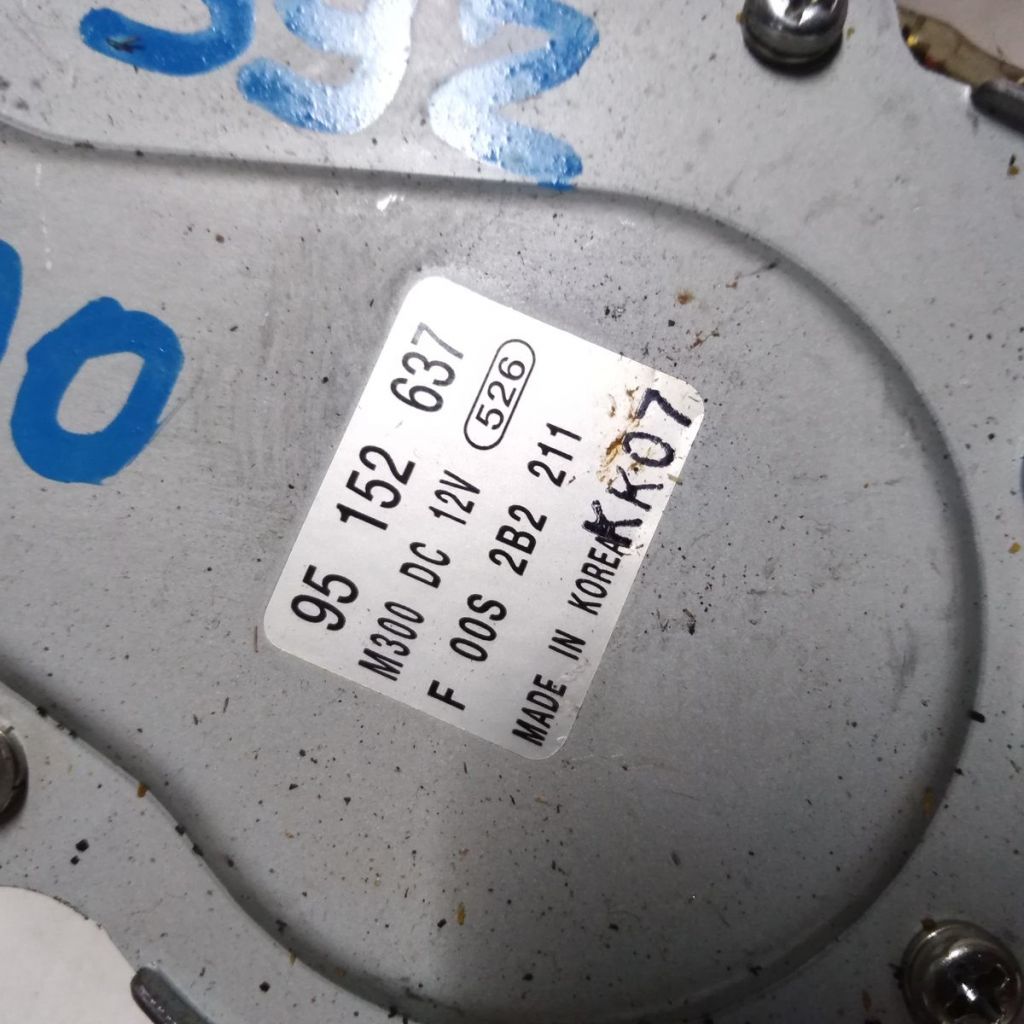 95 152 637
M300 DC 12V 526
F 00S 2B2 211
MADE IN KOREA KK07